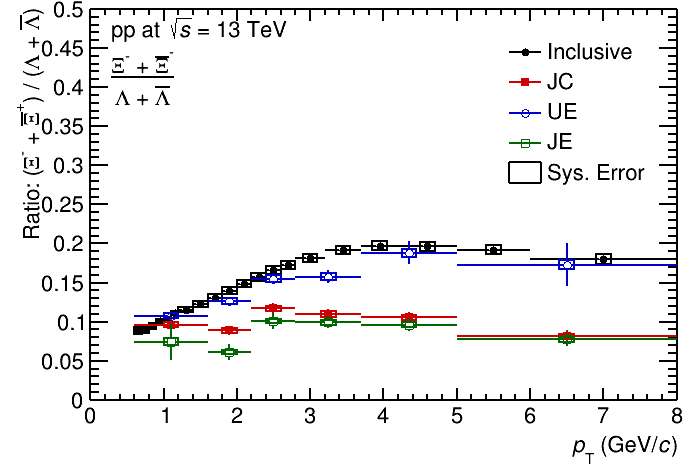 0.5
0.45
0.4
0.35
0.3
0.25
0.2
0.15
0.1
0.05
0
Ratio: (Ξ⁻ + Ξ̅⁺) / (Λ + Λ̅)
pp at √s = 13 TeV
Ξ⁻ + Ξ̅⁻
Λ + Λ̅
Inclusive
JC
UE
JE
Sys. Error
0 1 2 3 4 5 6 7 8
p_T (GeV/c)